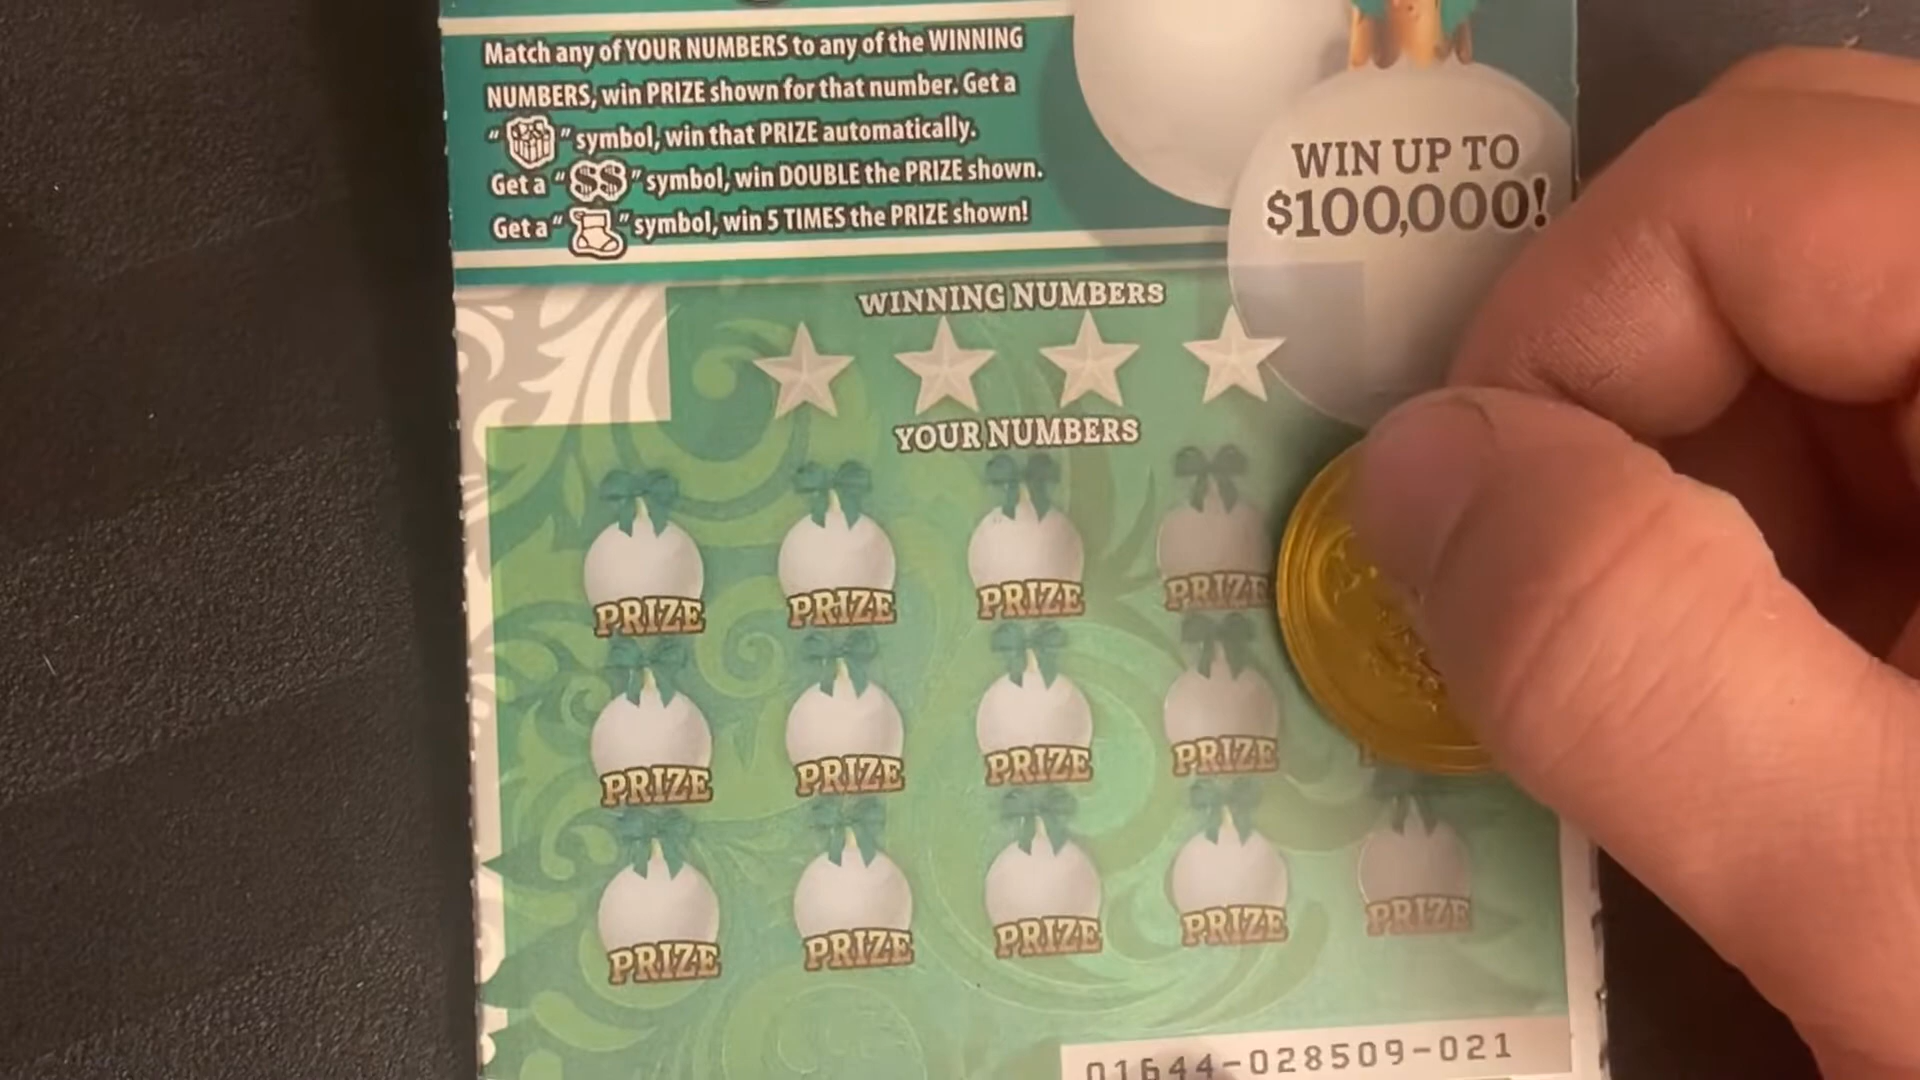 Match any of YOUR NUMBERS to any of the WINNING
NUMBERS, win PRIZE shown for that number. Get a
“ ” symbol, win that PRIZE automatically.
Get a “$$” symbol, win DOUBLE the PRIZE shown.
Get a “ ” symbol, win 5 TIMES the PRIZE shown!
WIN UP TO
$100,000!
WINNING NUMBERS
YOUR NUMBERS
PRIZE PRIZE PRIZE PRIZE
PRIZE PRIZE PRIZE PRIZE
PRIZE PRIZE PRIZE PRIZE PRIZE
01644-028509-021